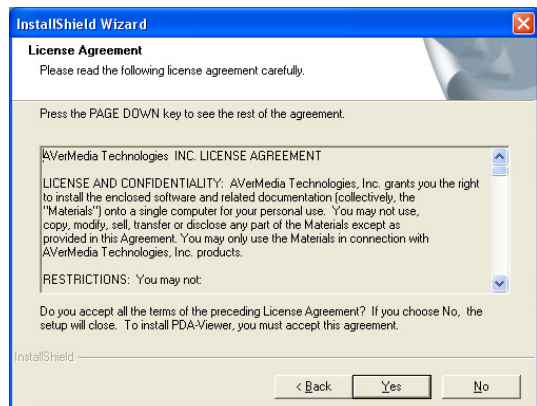 InstallShield Wizard
License Agreement
Please read the following license agreement carefully.
Press the PAGE DOWN key to see the rest of the agreement.
AVerMedia Technologies INC. LICENSE AGREEMENT
LICENSE AND CONFIDENTIALITY: AVerMedia Technologies, Inc. grants you the right
to install the enclosed software and related documentation (collectively, the
"Materials") onto a single computer for your personal use. You may not use,
copy, modify, sell, transfer or disclose any part of the Materials except as
provided in this Agreement. You may only use the Materials in connection with
AVerMedia Technologies, Inc. products.
RESTRICTIONS: You may not:
Do you accept all the terms of the preceding License Agreement? If you choose No, the
setup will close. To install PDA-Viewer, you must accept this agreement.
InstallShield
< Back Yes No